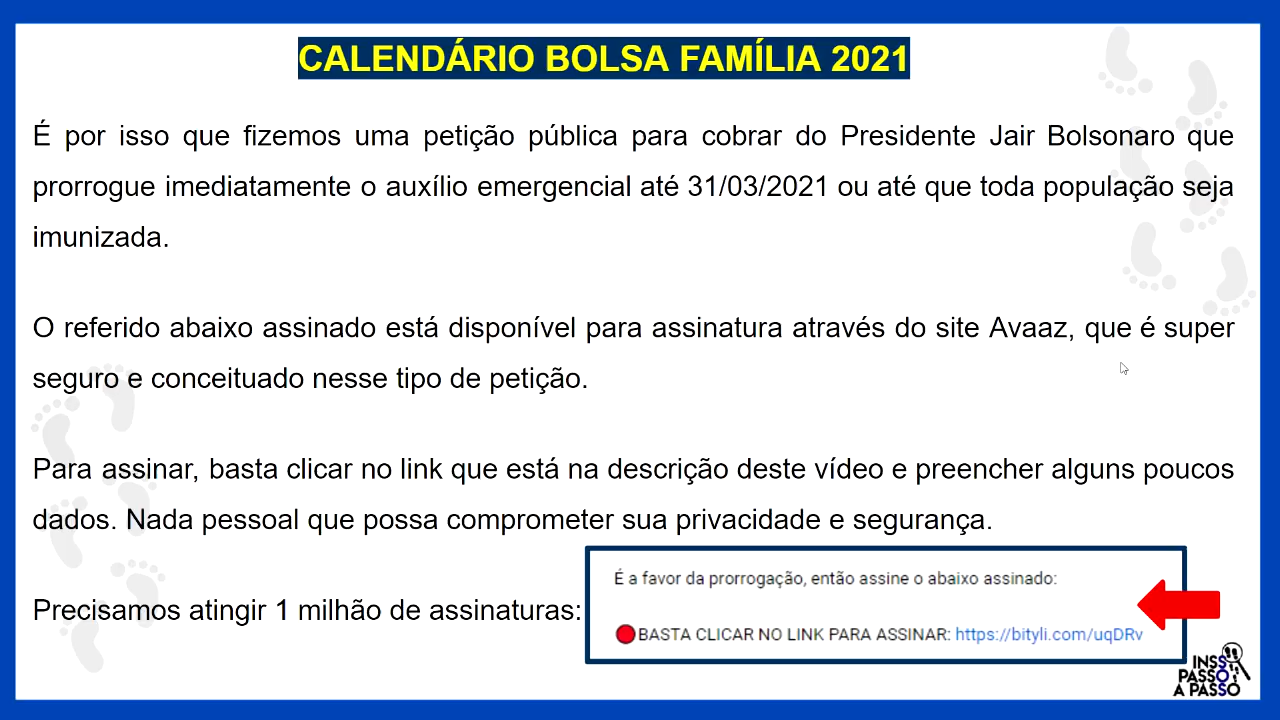 CALENDÁRIO BOLSA FAMÍLIA 2021
É por isso que fizemos uma petição pública para cobrar do Presidente Jair Bolsonaro que
prorrogue imediatamente o auxílio emergencial até 31/03/2021 ou até que toda população seja
imunizada.
O referido abaixo assinado está disponível para assinatura através do site Avaaz, que é super
seguro e conceituado nesse tipo de petição.
Para assinar, basta clicar no link que está na descrição deste vídeo e preencher alguns poucos
dados. Nada pessoal que possa comprometer sua privacidade e segurança.
Precisamos atingir 1 milhão de assinaturas:
É a favor da prorrogação, então assine o abaixo assinado:
BASTA CLICAR NO LINK PARA ASSINAR: https://bityli.com/uqDRv
INSS
PASSO
A PASSO